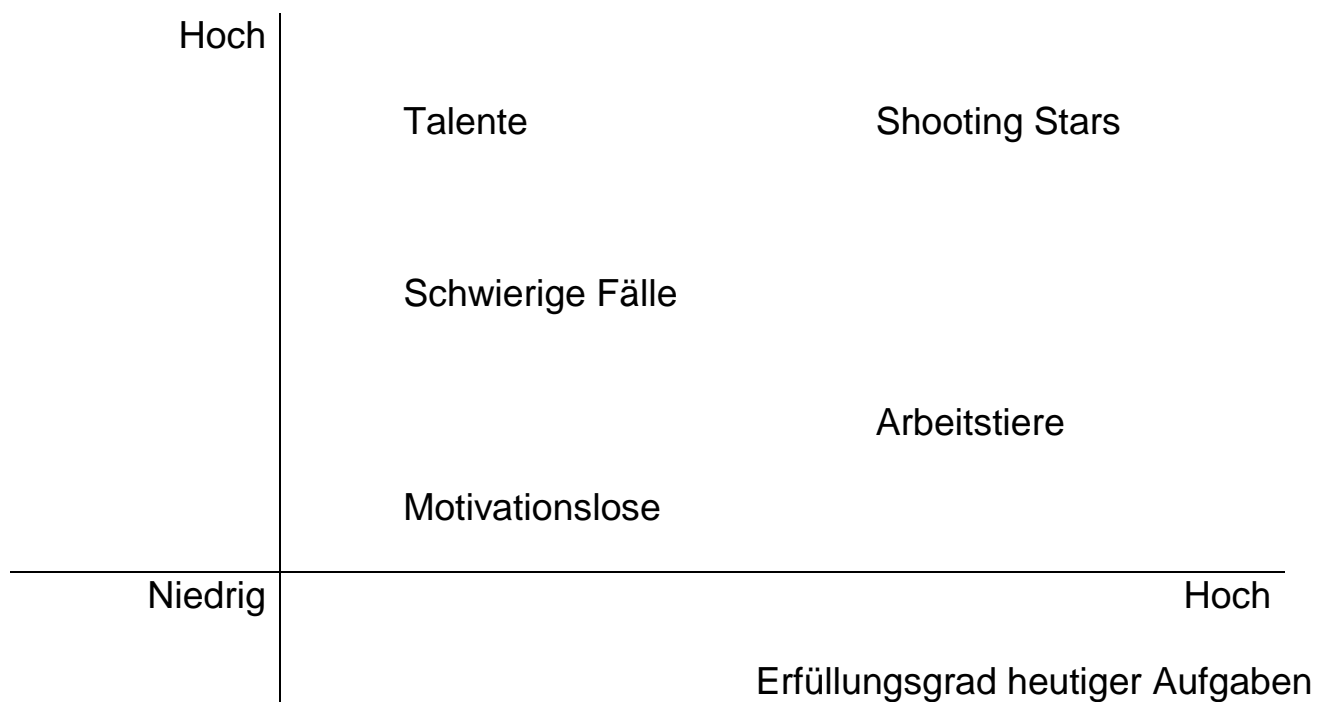 Hoch
Talente Shooting Stars
Schwierige Fälle
Arbeitstiere
Motivationslose
Niedrig Hoch
Erfüllungsgrad heutiger Aufgaben